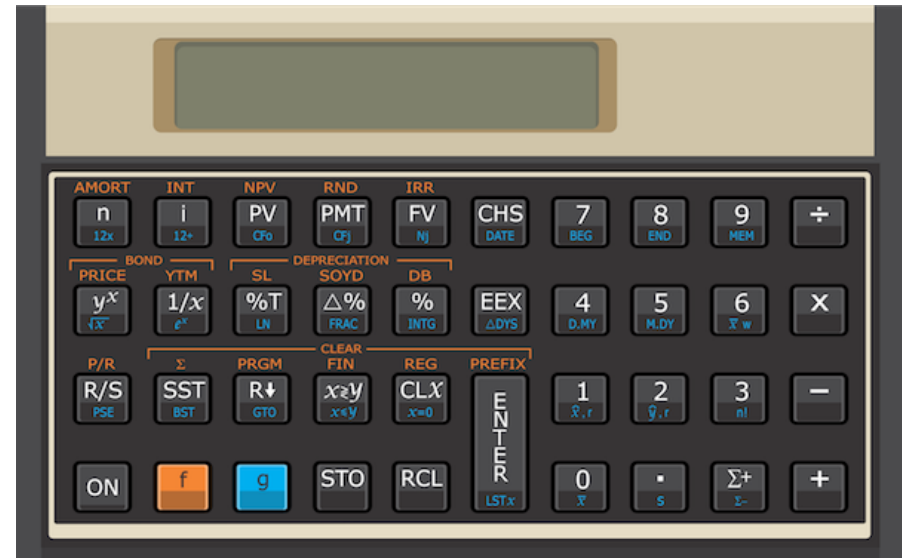 AMORT INT NPV RND IRR
n i PV PMT FV CHS 7 8 9 ÷
12x 12÷ CFo CFj Nj DATE BEG END MEM
BOND DEPRECIATION
PRICE YTM SL SOYD DB
yˣ 1/x %T △% % EEX 4 5 6 X
√x eˣ LN FRAC INTG △DYS D.MY M.DY x̅ w
CLEAR
P/R Σ PRGM FIN REG PREFIX
R/S SST R↓ x≷y CLX ENTER 1 2 3 −
PSE BST GTO x≤y x=0 x̂,r ŷ,r n!
ON f g STO RCL 0 . Σ+ +
LSTx x̅ s Σ−